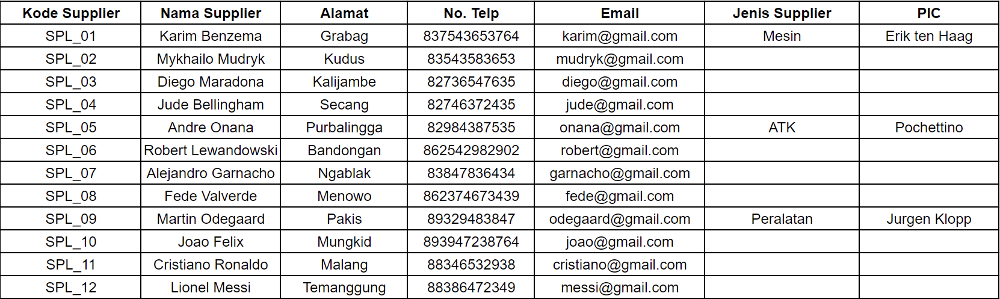 Kode Supplier Nama Supplier Alamat No. Telp Email Jenis Supplier PIC
SPL_01 Karim Benzema Grabag 837543653764 karim@gmail.com Mesin Erik ten Haag
SPL_02 Mykhailo Mudryk Kudus 83543583653 mudryk@gmail.com
SPL_03 Diego Maradona Kalijambe 82736547635 diego@gmail.com
SPL_04 Jude Bellingham Secang 82746372435 jude@gmail.com
SPL_05 Andre Onana Purbalingga 82984387535 onana@gmail.com ATK Pochettino
SPL_06 Robert Lewandowski Bandongan 862542982902 robert@gmail.com
SPL_07 Alejandro Garnacho Ngablak 83847836434 garnacho@gmail.com
SPL_08 Fede Valverde Menowo 862374673439 fede@gmail.com
SPL_09 Martin Odegaard Pakis 89329483847 odegaard@gmail.com Peralatan Jurgen Klopp
SPL_10 Joao Felix Mungkid 893947238764 joao@gmail.com
SPL_11 Cristiano Ronaldo Malang 88346532938 cristiano@gmail.com
SPL_12 Lionel Messi Temanggung 88386472349 messi@gmail.com